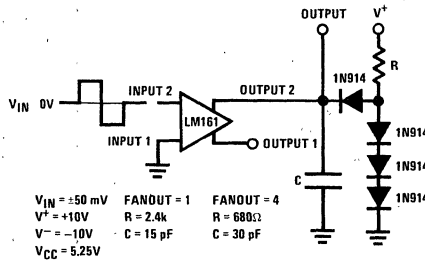 OUTPUT V+
R
1N914
INPUT 2
OUTPUT 2
VIN 0V
LM161
INPUT 1
OUTPUT 1
1N914
1N914
1N914
C
VIN = ±50 mV FANOUT = 1 FANOUT = 4
V+ = +10V R = 2.4k R = 680Ω
V− = −10V C = 15 pF C = 30 pF
VCC = 5.25V